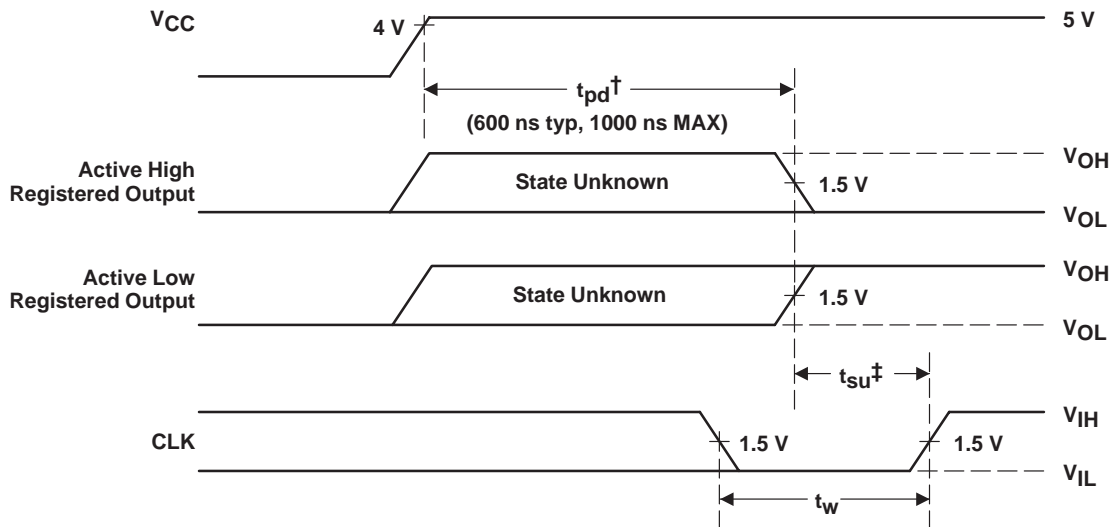 VCC
4 V
5 V
tpd†
(600 ns typ, 1000 ns MAX)
Active High
Registered Output
State Unknown
1.5 V
VOH
VOL
Active Low
Registered Output
State Unknown
1.5 V
VOH
VOL
tsu‡
CLK
1.5 V
1.5 V
VIH
VIL
tw